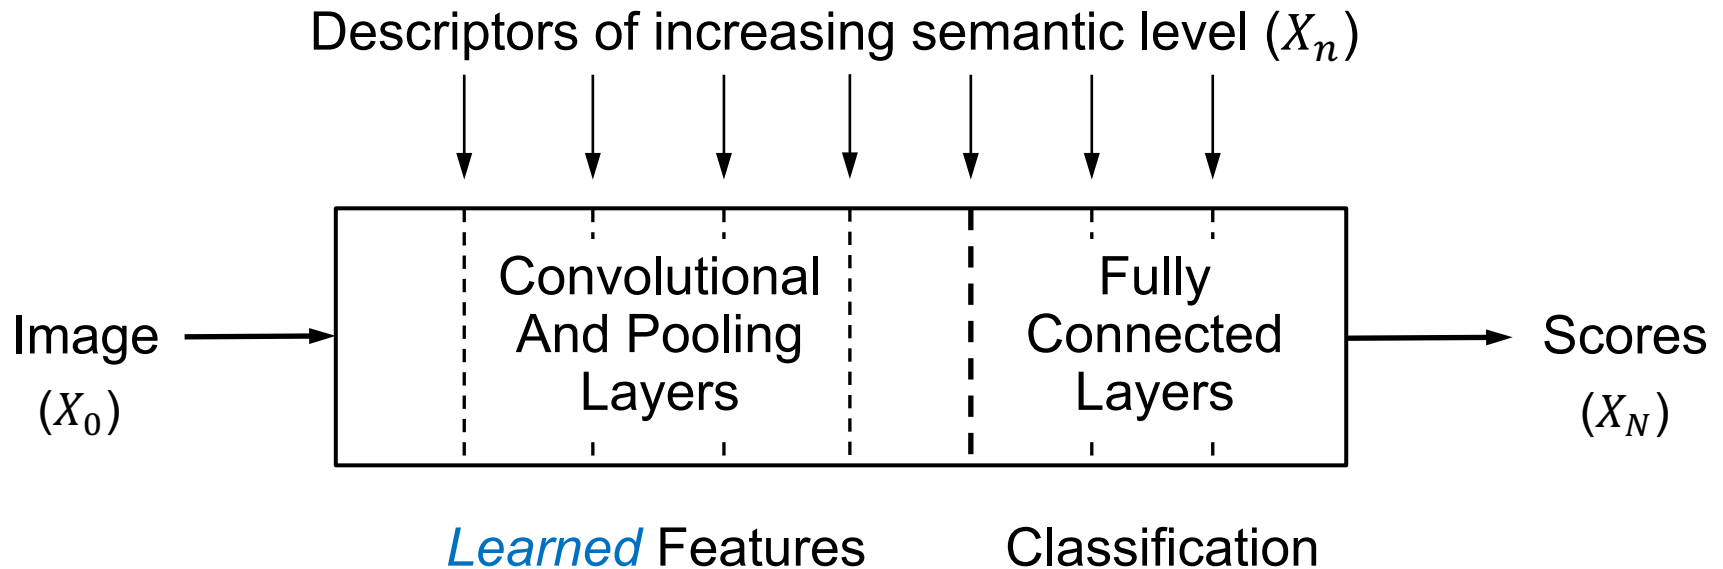 Descriptors of increasing semantic level (Xₙ)
Convolutional
And Pooling
Layers
Fully
Connected
Layers
Image
(X₀)
Scores
(X_N)
Learned Features
Classification